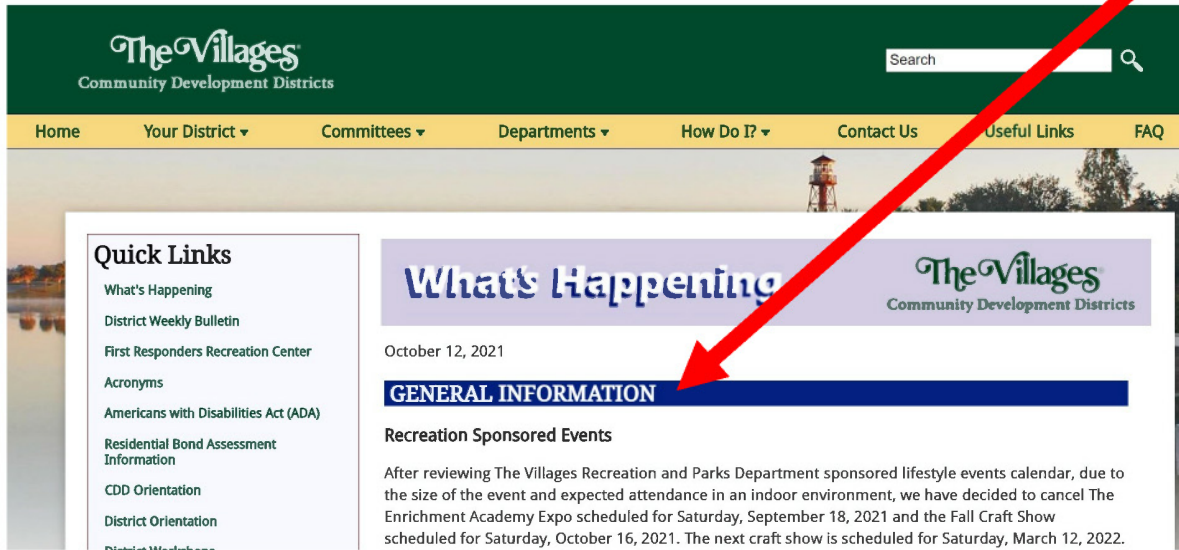 The Villages
Community Development Districts
Search
Home Your District Committees Departments How Do I? Contact Us Useful Links FAQ
Quick Links
What's Happening
District Weekly Bulletin
First Responders Recreation Center
Acronyms
Americans with Disabilities Act (ADA)
Residential Bond Assessment
Information
CDD Orientation
District Orientation
District Workshops
What's Happening
The Villages
Community Development Districts
October 12, 2021
GENERAL INFORMATION
Recreation Sponsored Events
After reviewing The Villages Recreation and Parks Department sponsored lifestyle events calendar, due to
the size of the event and expected attendance in an indoor environment, we have decided to cancel The
Enrichment Academy Expo scheduled for Saturday, September 18, 2021 and the Fall Craft Show
scheduled for Saturday, October 16, 2021. The next craft show is scheduled for Saturday, March 12, 2022.